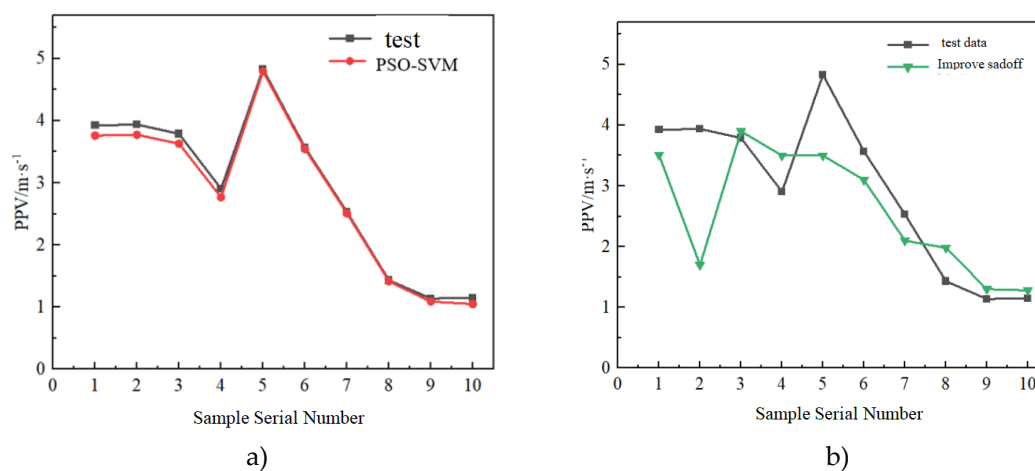 test
PSO-SVM
5
4
3
2
1
0
PPV/m·s⁻¹
0 1 2 3 4 5 6 7 8 9 10
Sample Serial Number
a)
test data
Improve sadoff
5
4
3
2
1
0
PPV/m·s⁻¹
0 1 2 3 4 5 6 7 8 9 10
Sample Serial Number
b)